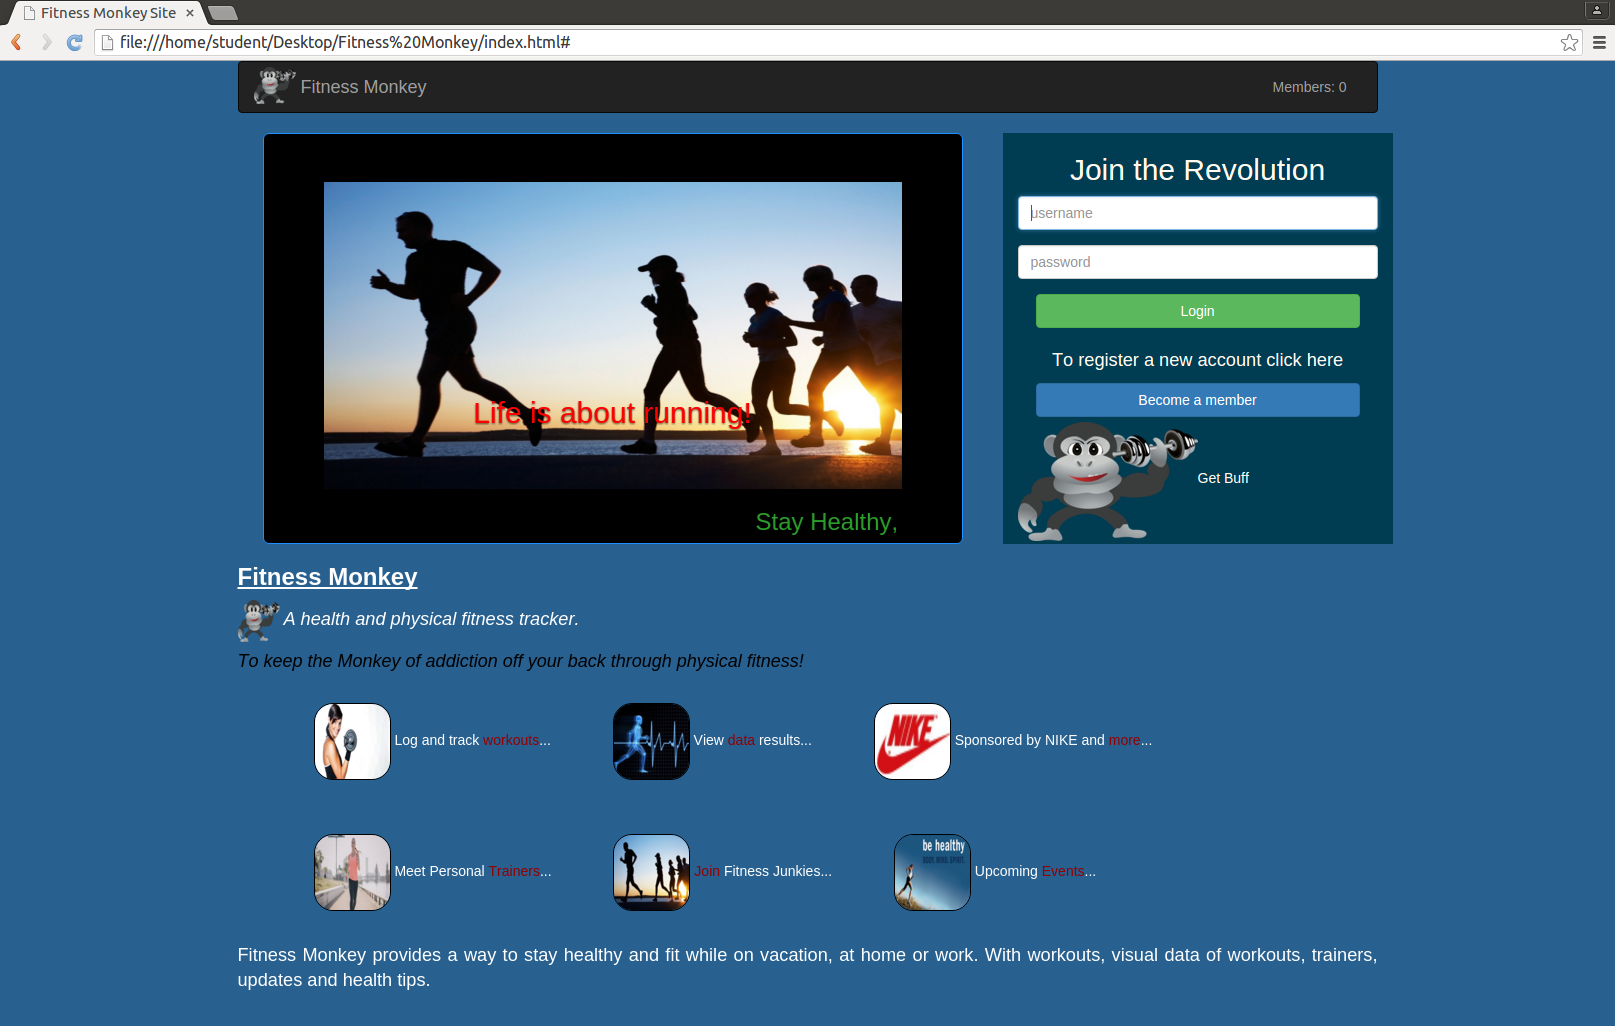 Fitness Monkey Site
file:///home/student/Desktop/Fitness%20Monkey/index.html#
Fitness Monkey
Members: 0
Life is about running!
Stay Healthy,
Join the Revolution
username
password
Login
To register a new account click here
Become a member
Get Buff
Fitness Monkey
A health and physical fitness tracker.
To keep the Monkey of addiction off your back through physical fitness!
Log and track workouts...
View data results...
NIKE
Sponsored by NIKE and more...
Meet Personal Trainers...
Join Fitness Junkies...
be healthy
BODY. MIND. SPIRIT.
Upcoming Events...
Fitness Monkey provides a way to stay healthy and fit while on vacation, at home or work. With workouts, visual data of workouts, trainers,
updates and health tips.